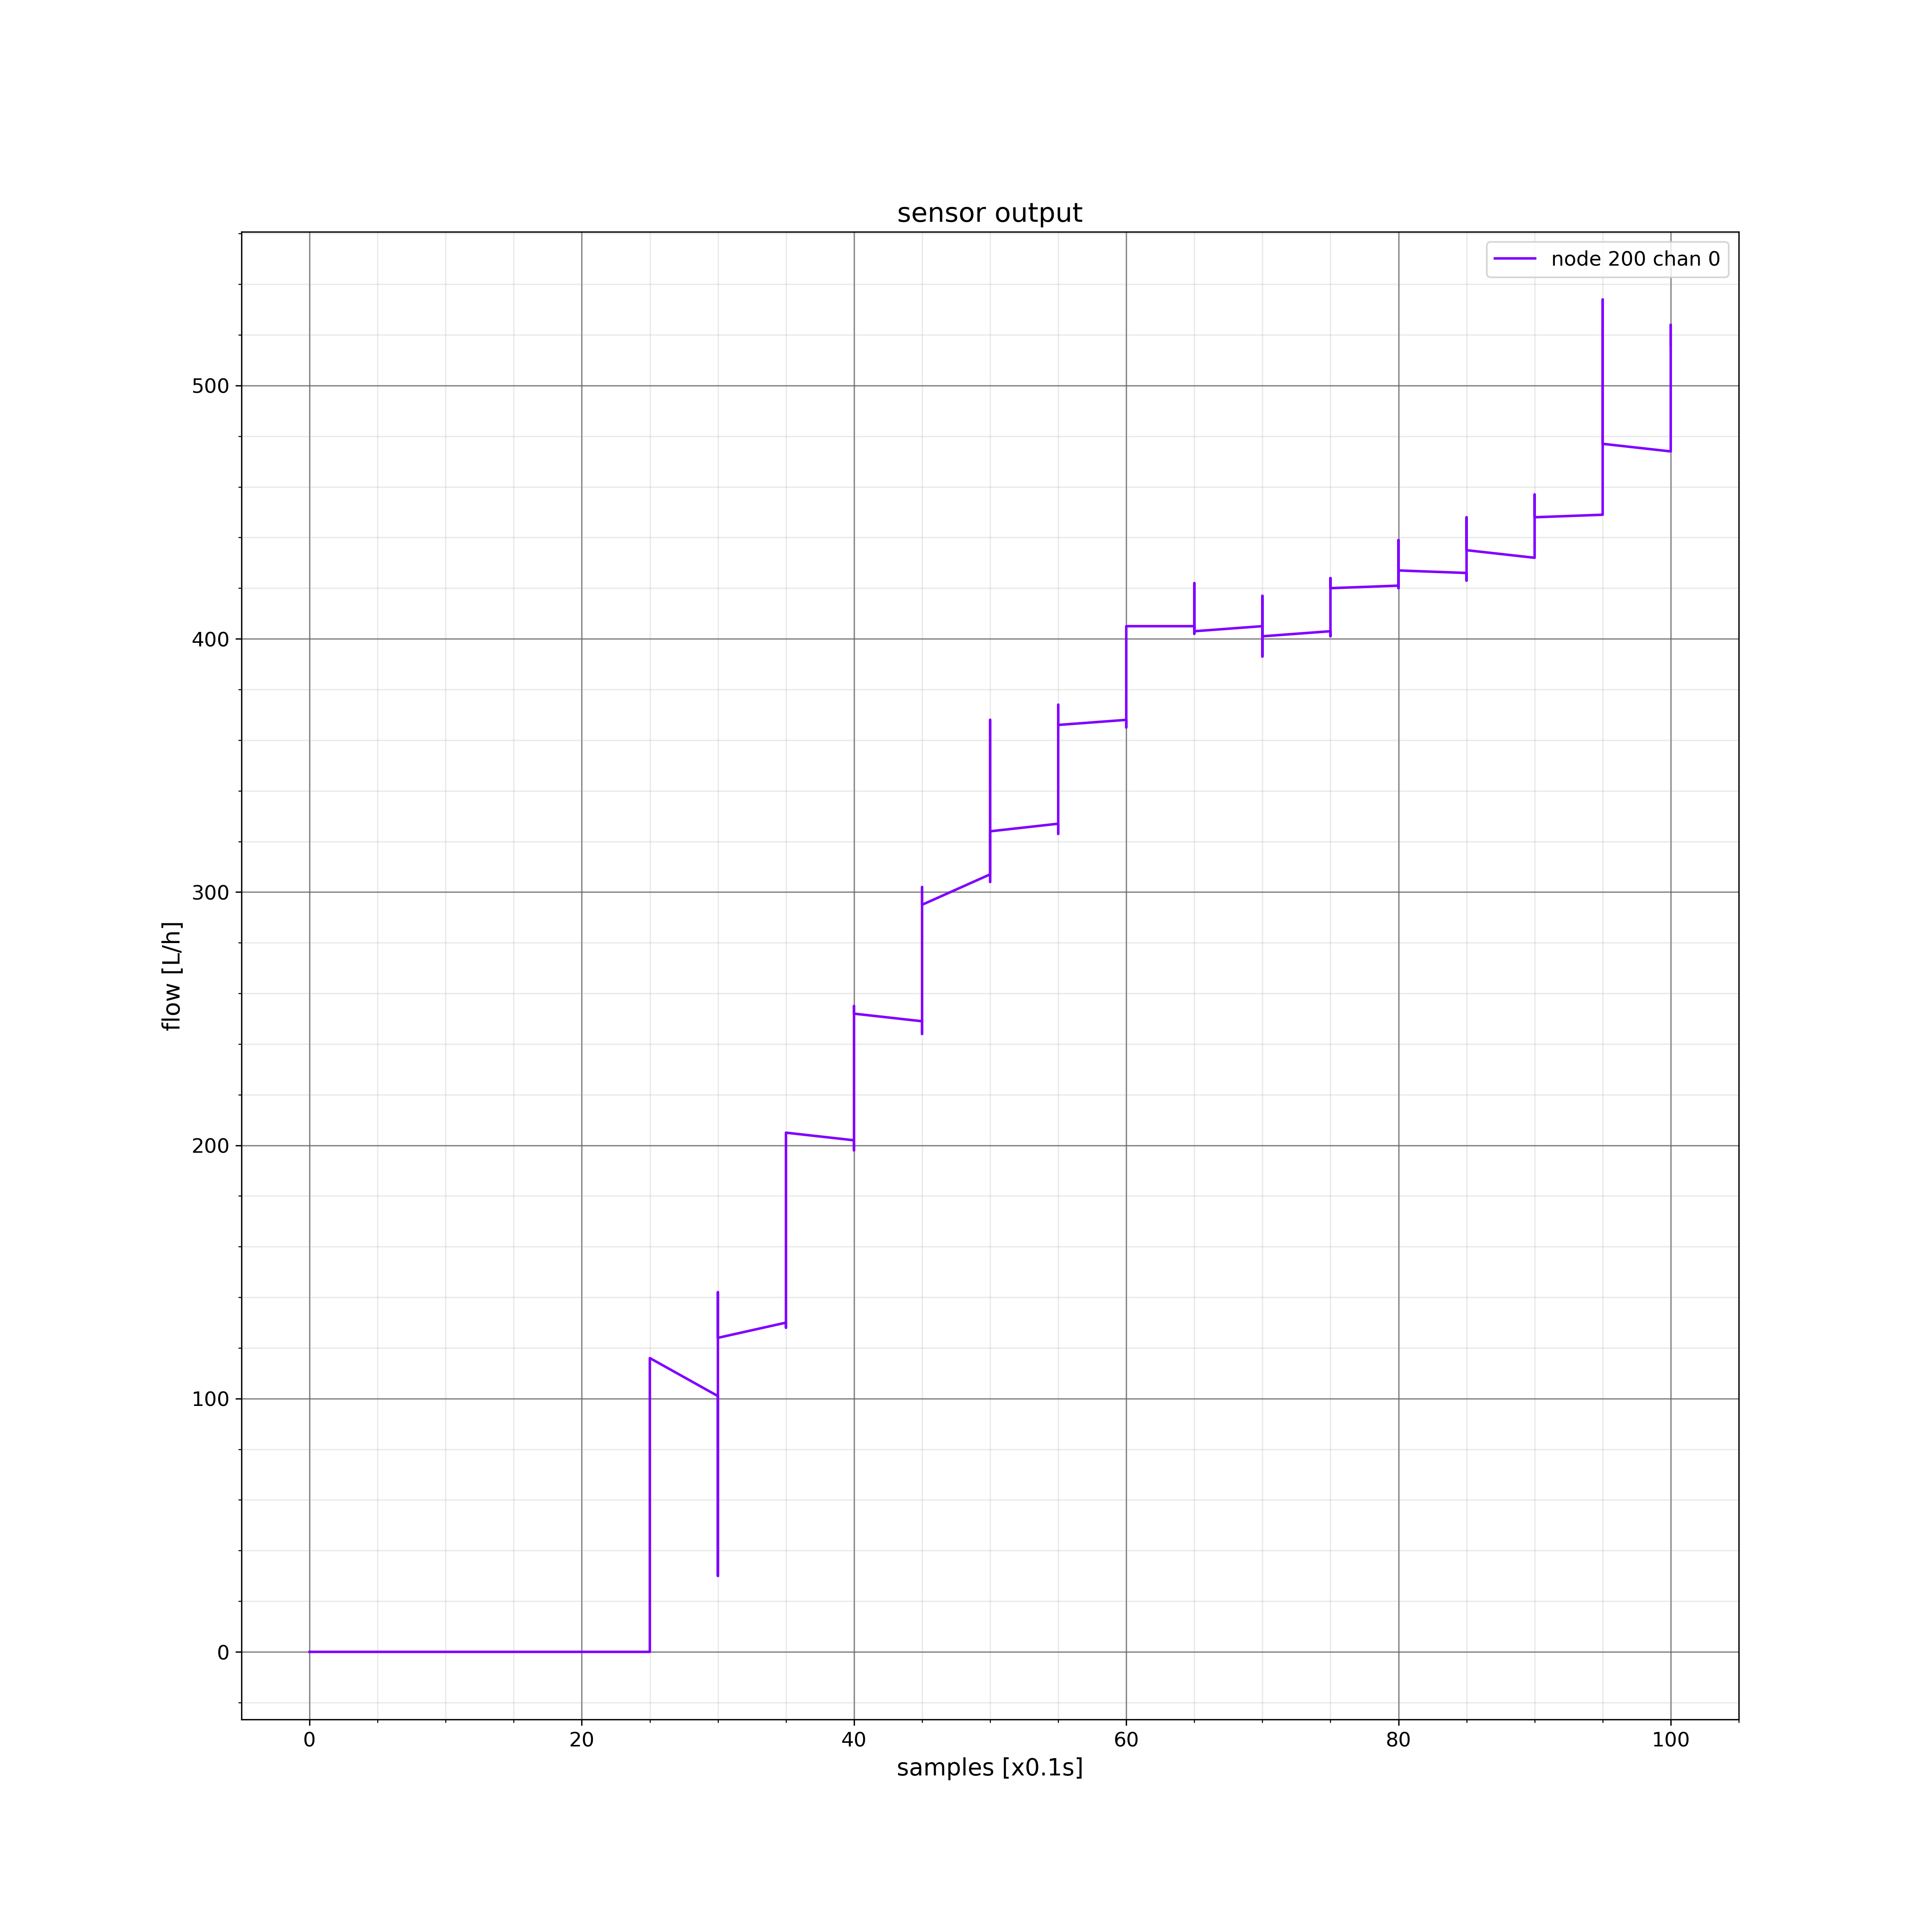 sensor output
node 200 chan 0
500
400
300
200
100
0
flow [L/h]
0 20 40 60 80 100
samples [x0.1s]